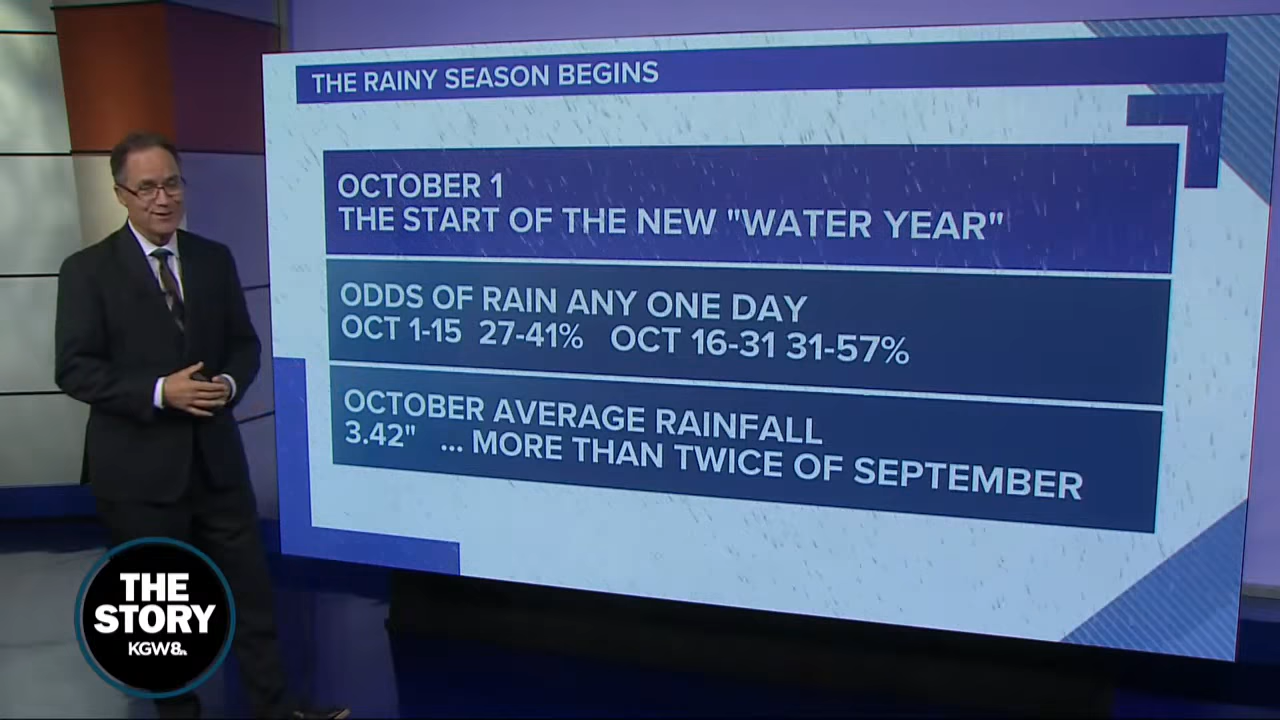 THE RAINY SEASON BEGINS
OCTOBER 1
THE START OF THE NEW "WATER YEAR"
ODDS OF RAIN ANY ONE DAY
OCT 1-15 27-41% OCT 16-31 31-57%
OCTOBER AVERAGE RAINFALL
3.42" ... MORE THAN TWICE OF SEPTEMBER
THE
STORY
KGW8